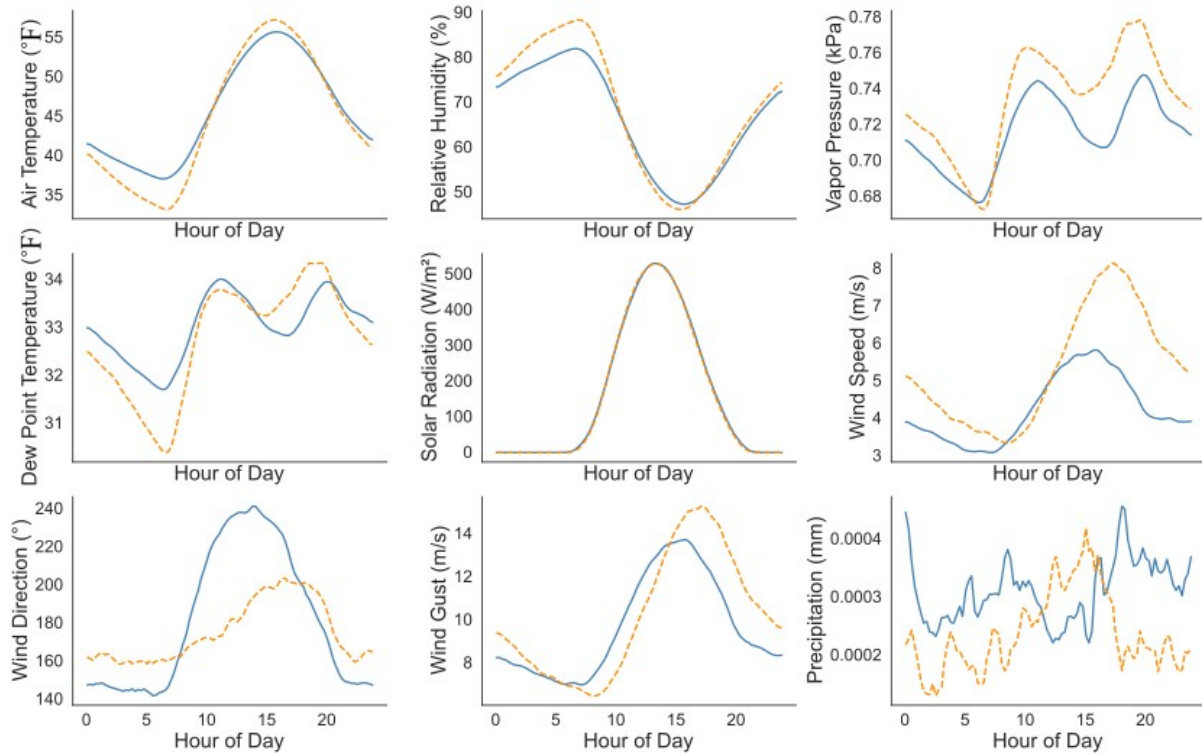 Air Temperature (°F)
55
50
45
40
35
Hour of Day
Relative Humidity (%)
90
80
70
60
50
Hour of Day
Vapor Pressure (kPa)
0.78
0.76
0.74
0.72
0.70
0.68
Hour of Day
Dew Point Temperature (°F)
34
33
32
31
Hour of Day
Solar Radiation (W/m²)
500
400
300
200
100
0
Hour of Day
Wind Speed (m/s)
8
7
6
5
4
3
Hour of Day
Wind Direction (°)
240
220
200
180
160
140
0 5 10 15 20
Hour of Day
Wind Gust (m/s)
14
12
10
8
0 5 10 15 20
Hour of Day
Precipitation (mm)
0.0004
0.0003
0.0002
0 5 10 15 20
Hour of Day